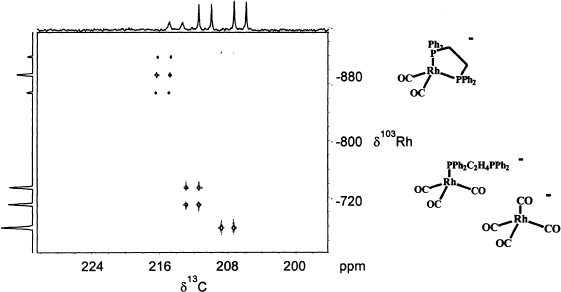 -880
-800
δ103Rh
-720
224
216
208
200
ppm
δ13C
Ph2
P
Rh
PPh2
OC
OC
-
PPh2C2H4PPh2
Rh
OC
CO
OC
-
CO
Rh
OC
CO
OC
-